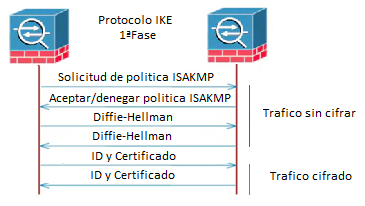 Protocolo IKE
1ªFase
Solicitud de politica ISAKMP
Aceptar/denegar politica ISAKMP
Diffie-Hellman
Diffie-Hellman
ID y Certificado
ID y Certificado
Trafico sin cifrar
Trafico cifrado